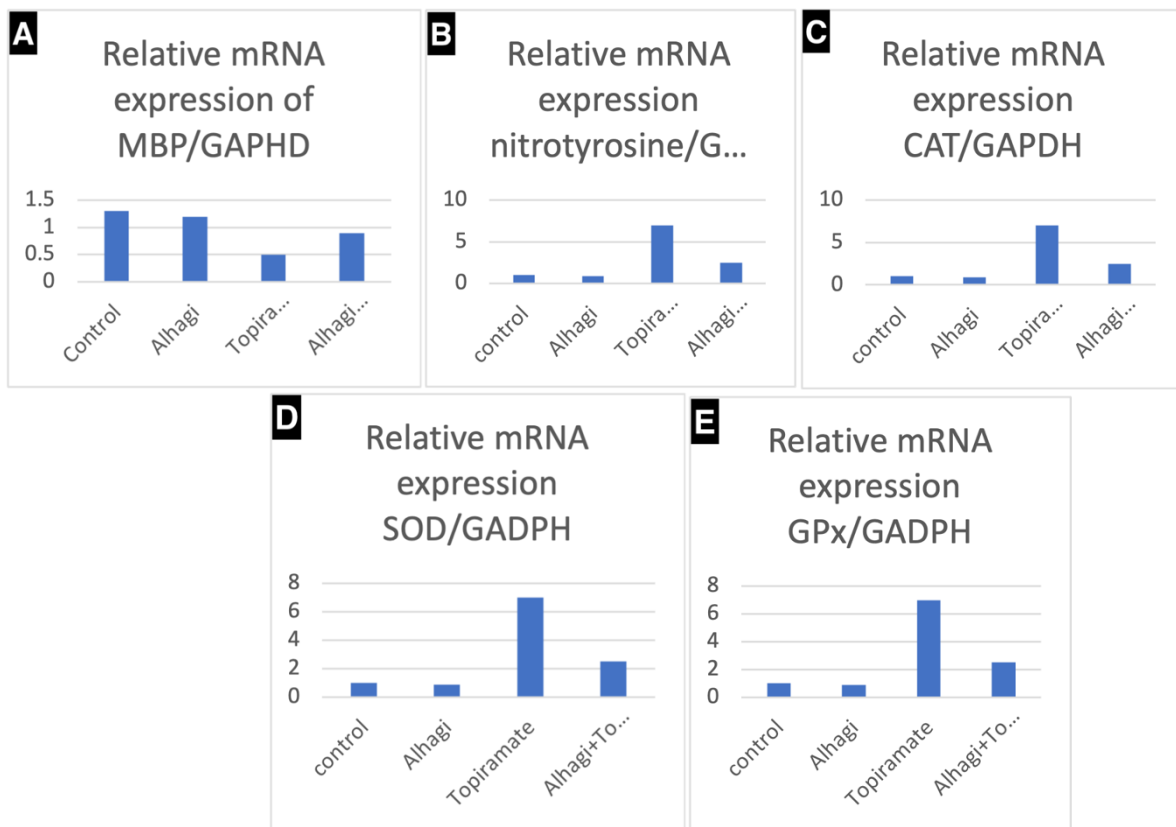 A
Relative mRNA
expression of
MBP/GAPHD
1.5
1
0.5
0
Control
Alhagi
Topira...
Alhagi...
B
Relative mRNA
expression
nitrotyrosine/G...
10
5
0
control
Alhagi
Topira...
Alhagi...
C
Relative mRNA
expression
CAT/GAPDH
10
5
0
control
Alhagi
Topira...
Alhagi...
D
Relative mRNA
expression
SOD/GADPH
8
6
4
2
0
control
Alhagi
Topiramate
Alhagi+To...
E
Relative mRNA
expression
GPx/GADPH
8
6
4
2
0
control
Alhagi
Topiramate
Alhagi+To...